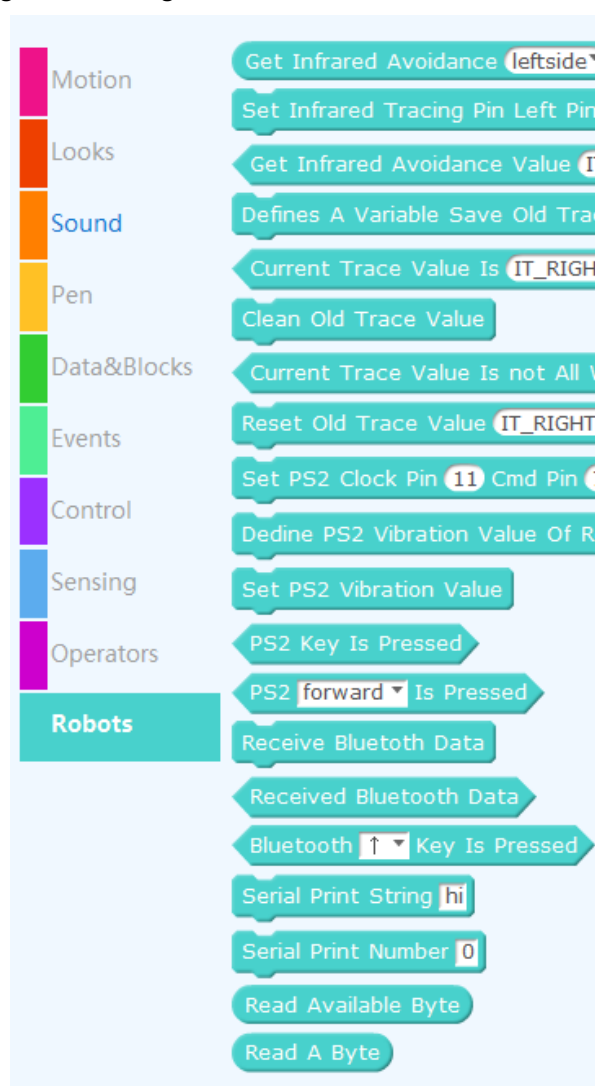 Motion
Looks
Sound
Pen
Data&Blocks
Events
Control
Sensing
Operators
Robots
Get Infrared Avoidance leftside
Set Infrared Tracing Pin Left Pin
Get Infrared Avoidance Value
Defines A Variable Save Old
Current Trace Value Is
Clean Old Trace Value
Current Trace Value Is not All
Reset Old Trace Value IT_RIGHT
Set PS2 Clock Pin 11 Cmd Pin
Dedine PS2 Vibration Value Of
Set PS2 Vibration Value
PS2 Key Is Pressed
PS2 forward Is Pressed
Receive Bluetoth Data
Received Bluetooth Data
Bluetooth ↑ Key Is Pressed
Serial Print String hi
Serial Print Number 0
Read Available Byte
Read A Byte